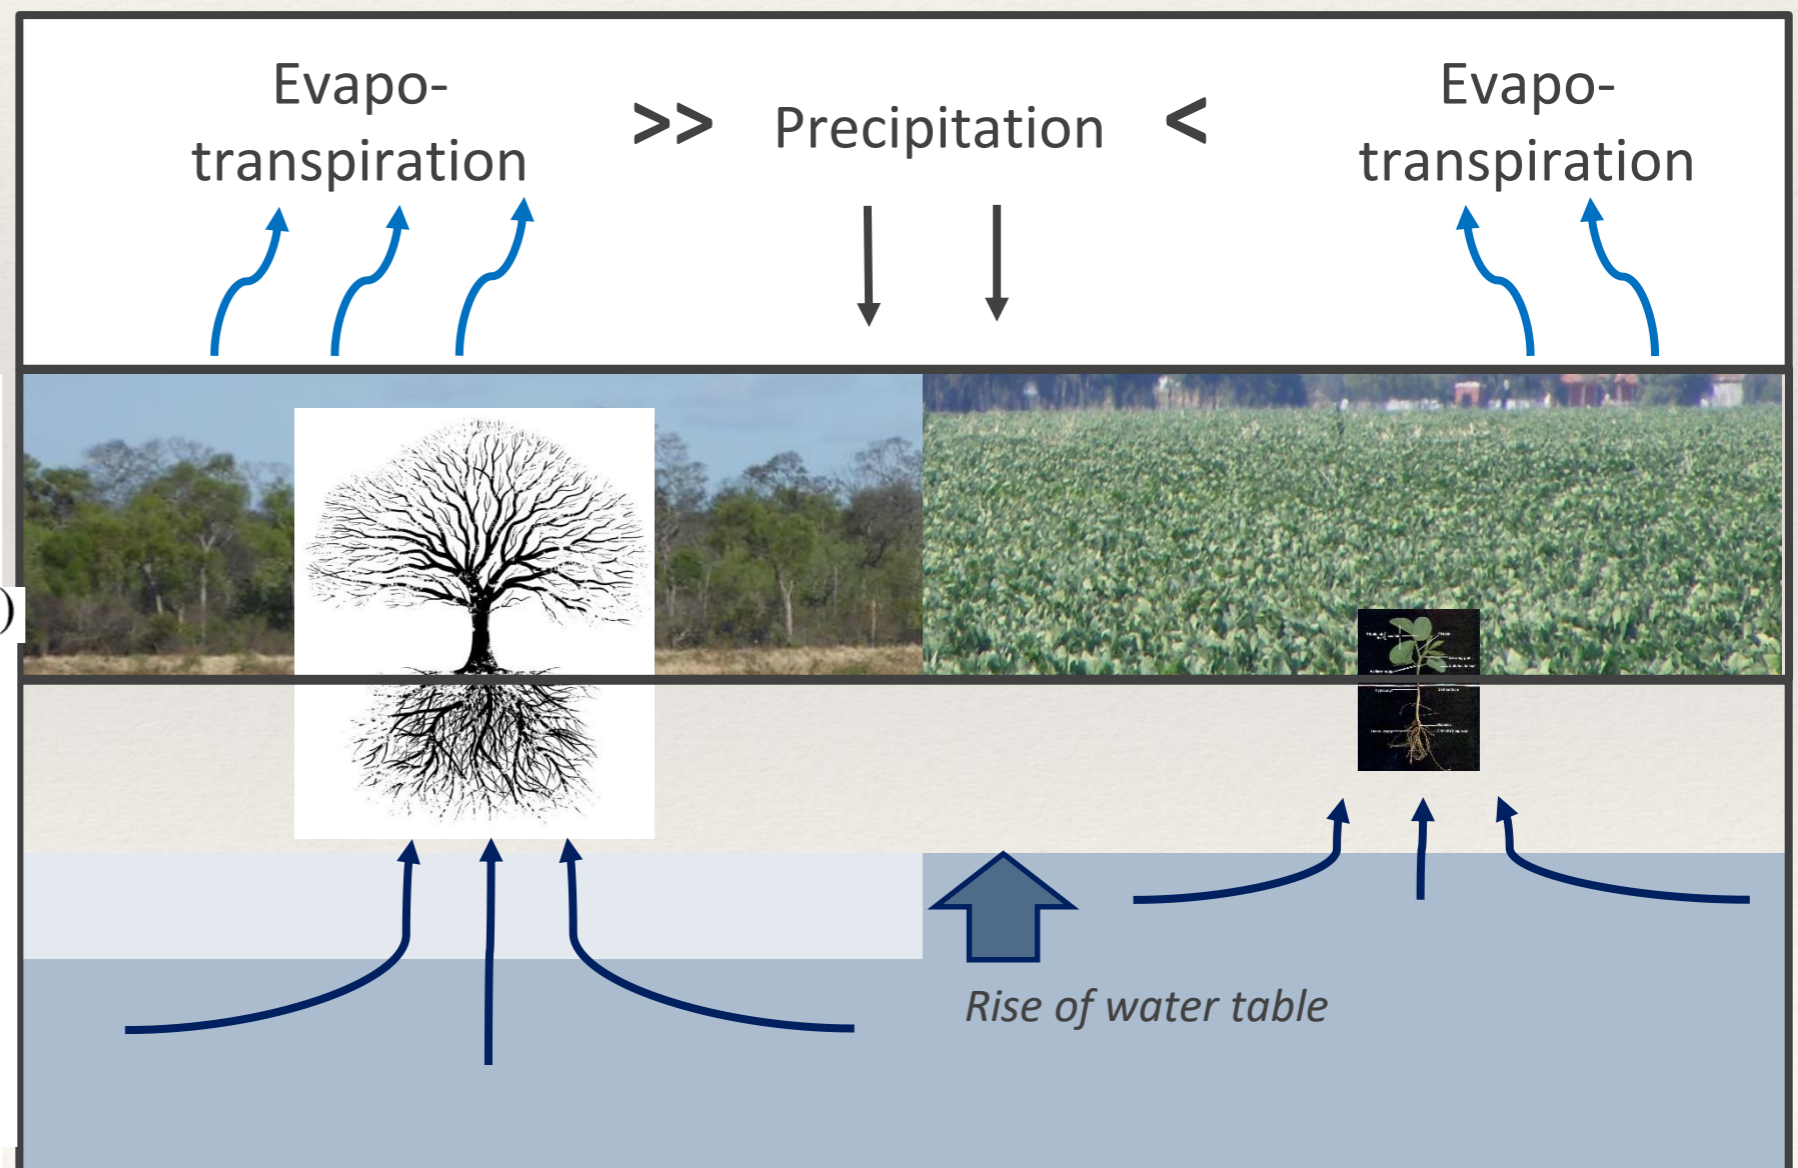 Evapo-
transpiration
>> Precipitation <
Evapo-
transpiration
)
Rise of water table